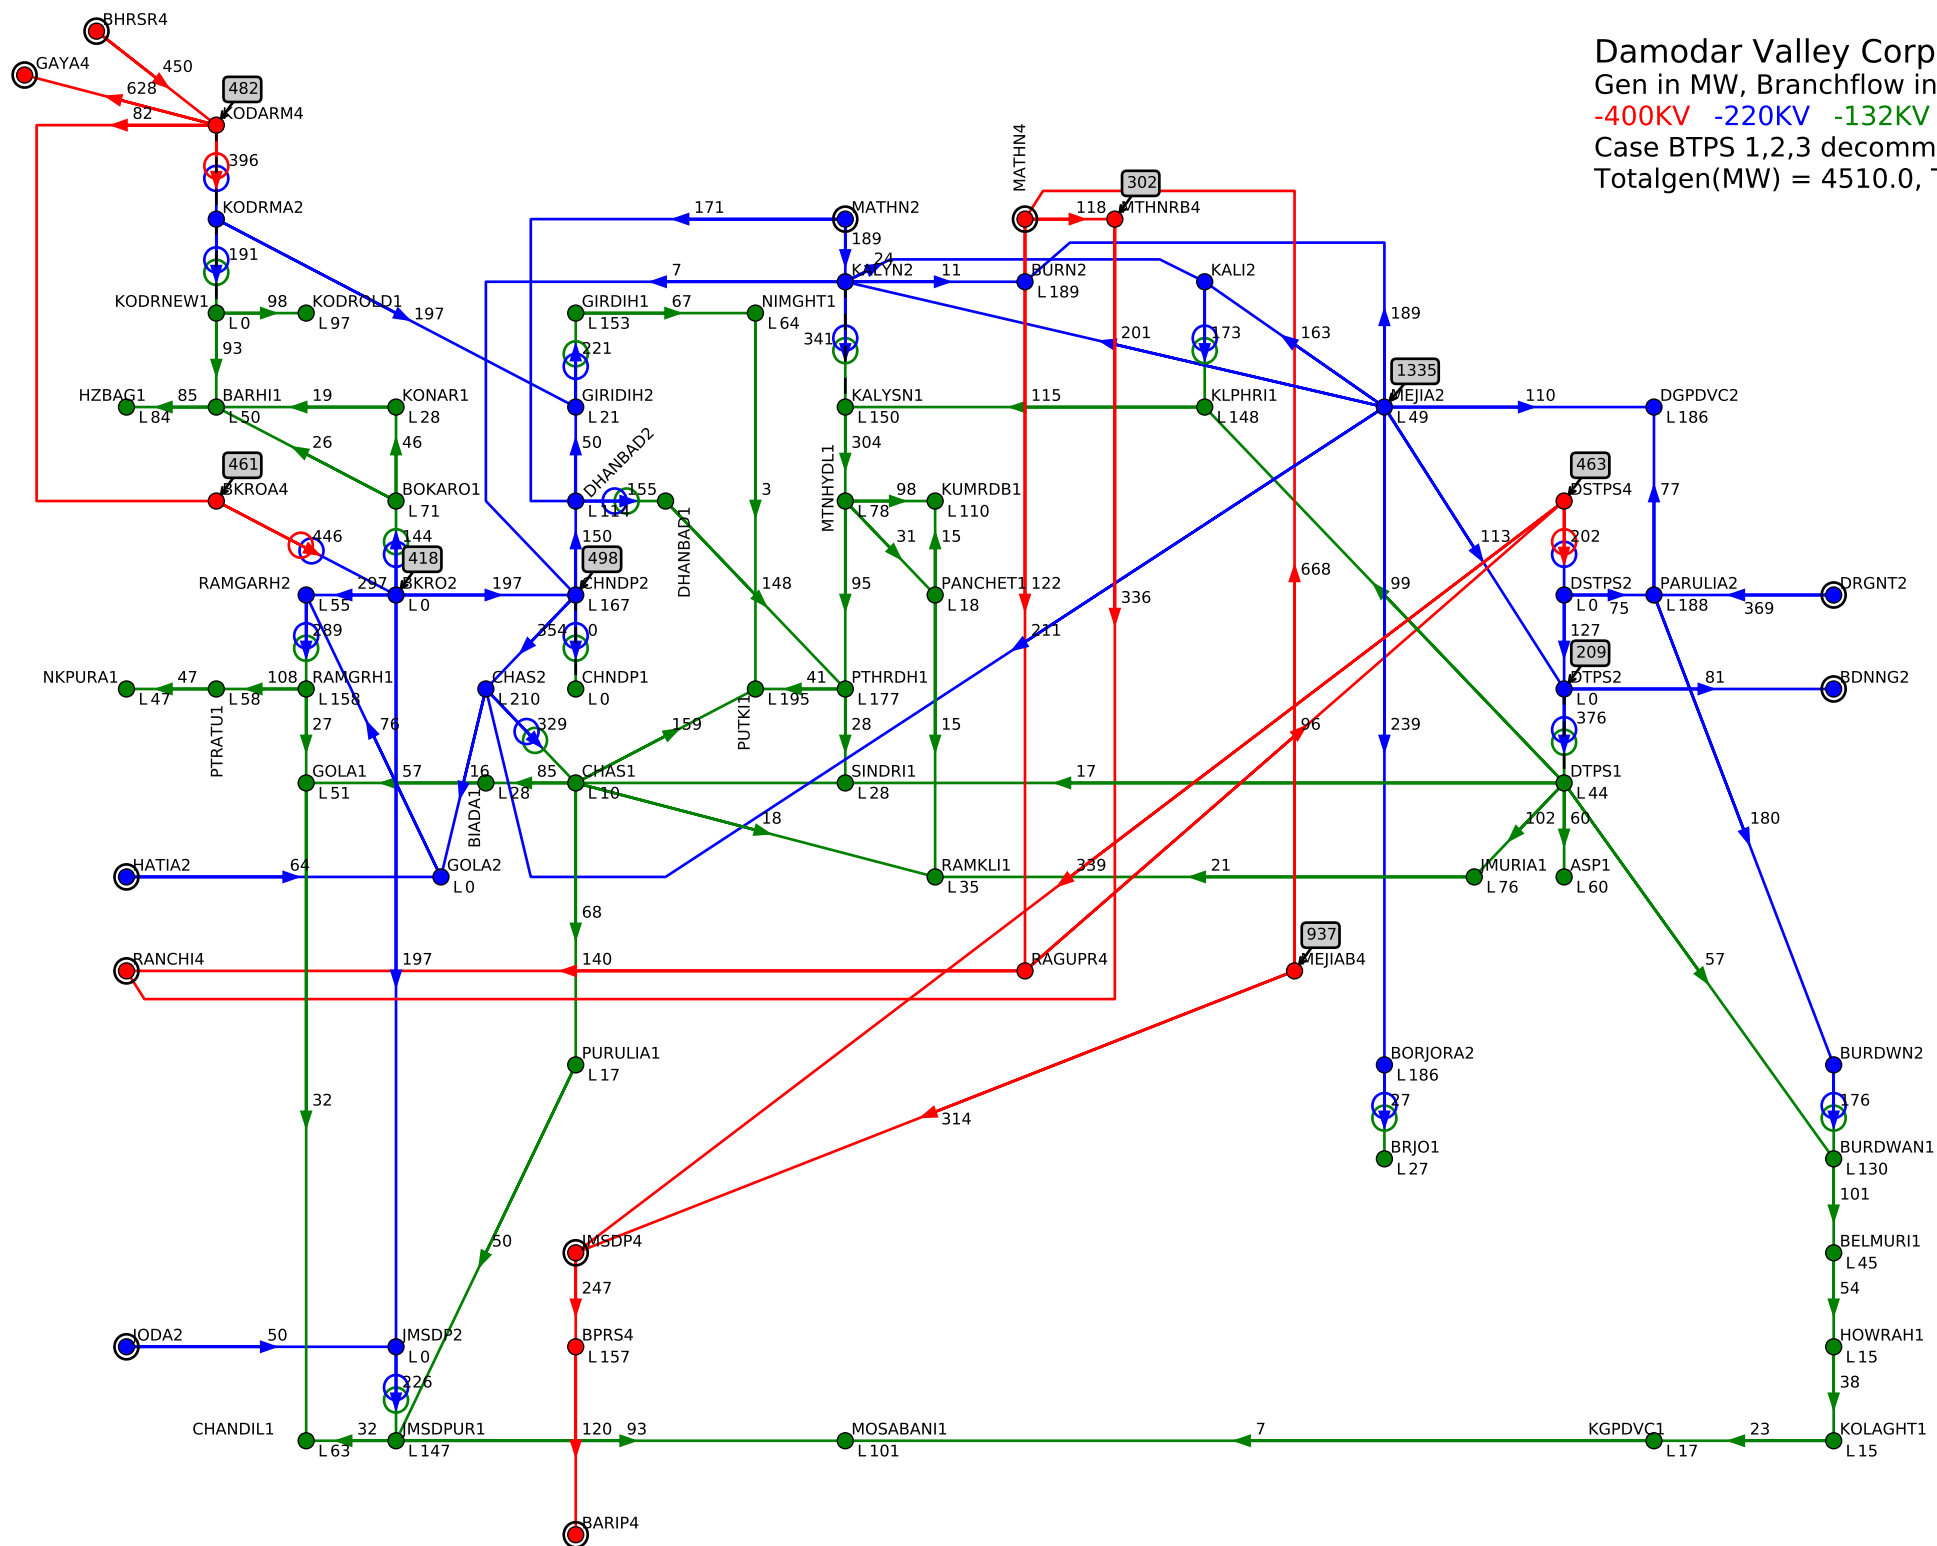 BHRSR4
GAYA4
450
628
482
82
KODARM4
Damodar Valley Corp
Gen in MW, Branchflow in
-400KV -220KV -132KV
Case BTPS 1,2,3 decomm
Totalgen(MW) = 4510.0,
396
MATHN4
302
KODRMA2
171
MATHN2
118
MTHNRB4
191
189
24
7
KALYN2
11
BURN2
L 189
KALI2
KODRNEW1
L 0
98
KODROLD1
L 97
197
GIRDIH1
L 153
67
NIMGHT1
L 64
341
201
173
163
189
93
221
1335
HZBAG1
L 84
85
BARHI1
L 50
19
KONAR1
L 28
GIRIDIH2
L 21
KALYSN1
L 150
115
KLPHRI1
L 148
MEJIA2
L 49
110
DGPDVC2
L 186
26
46
50
DHANBAD2
304
461
463
BKROA4
BOKARO1
L 71
L 114
155
DHANBAD1
3
MTNHYDL1
L 78
98
KUMRDB1
L 110
DSTPS4
77
446
144
150
31
15
113
202
418
498
RAMGARH2
L 55
297
BKRO2
L 0
197
CHNDP2
L 167
148
95
PANCHET1
L 18
122
336
668
99
DSTPS2
L 0
75
PARULIA2
L 188
369
DRGNT2
289
354
0
211
127
209
NKPURA1
L 47
47
PTRATU1
L 58
108
RAMGRH1
L 158
CHAS2
L 210
CHNDP1
L 0
PUTKI1
L 195
41
PTHRDH1
L 177
DTPS2
L 0
81
BDNNG2
27
76
329
159
28
15
96
239
376
GOLA1
L 51
57
16
BIADA1
L 28
85
CHAS1
L 10
SINDRI1
L 28
17
DTPS1
L 44
18
102
60
180
HATIA2
64
GOLA2
L 0
RAMKLI1
L 35
339
21
JMURIA1
L 76
ASP1
L 60
68
937
RANCHI4
197
140
RAGUPR4
MEJIAB4
57
PURULIA1
L 17
BORJORA2
L 186
BURDWN2
32
314
27
176
BRJO1
L 27
BURDWAN1
L 130
101
50
JMSDP4
BELMURI1
L 45
247
54
JODA2
50
JMSDP2
L 0
BPRS4
L 157
HOWRAH1
L 15
226
38
CHANDIL1
L 63
32
JMSDPUR1
L 147
120
93
MOSABANI1
L 101
7
KGPDVC1
L 17
23
KOLAGHT1
L 15
BARIP4